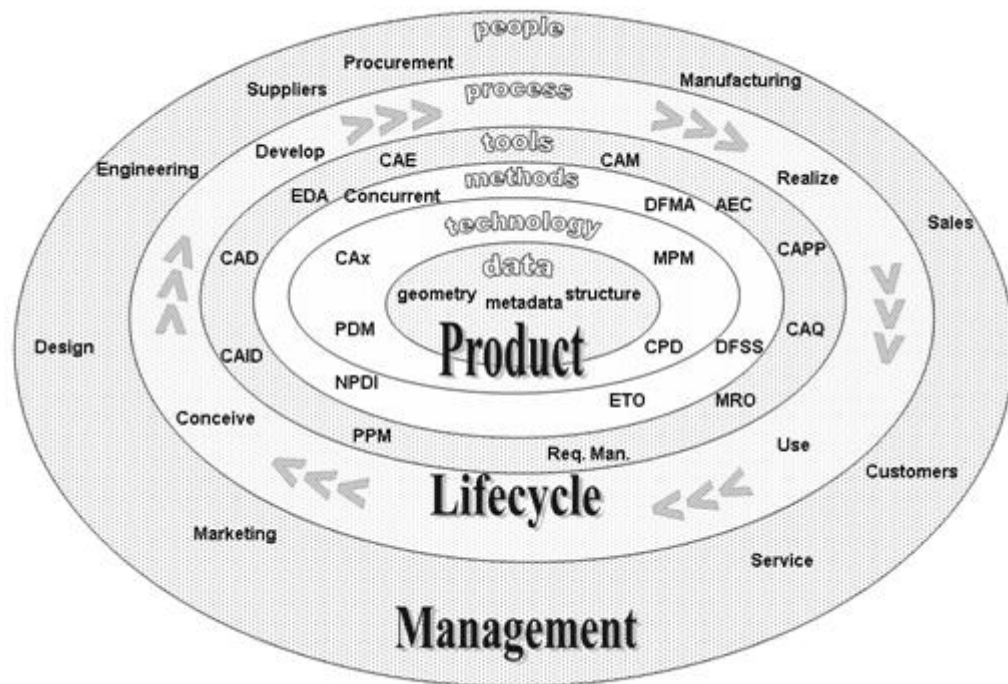 people
Procurement
Manufacturing
Suppliers
process
Develop
tools
CAE
CAM
Engineering
methods
Realize
EDA
Concurrent
DFMA
AEC
technology
Sales
CAD
CAx
data
MPM
CAPP
geometry
metadata
structure
PDM
Product
CPD
DFSS
CAQ
Design
CAID
NPDI
ETO
MRO
Conceive
PPM
Req. Man.
Use
Lifecycle
Customers
Marketing
Service
Management